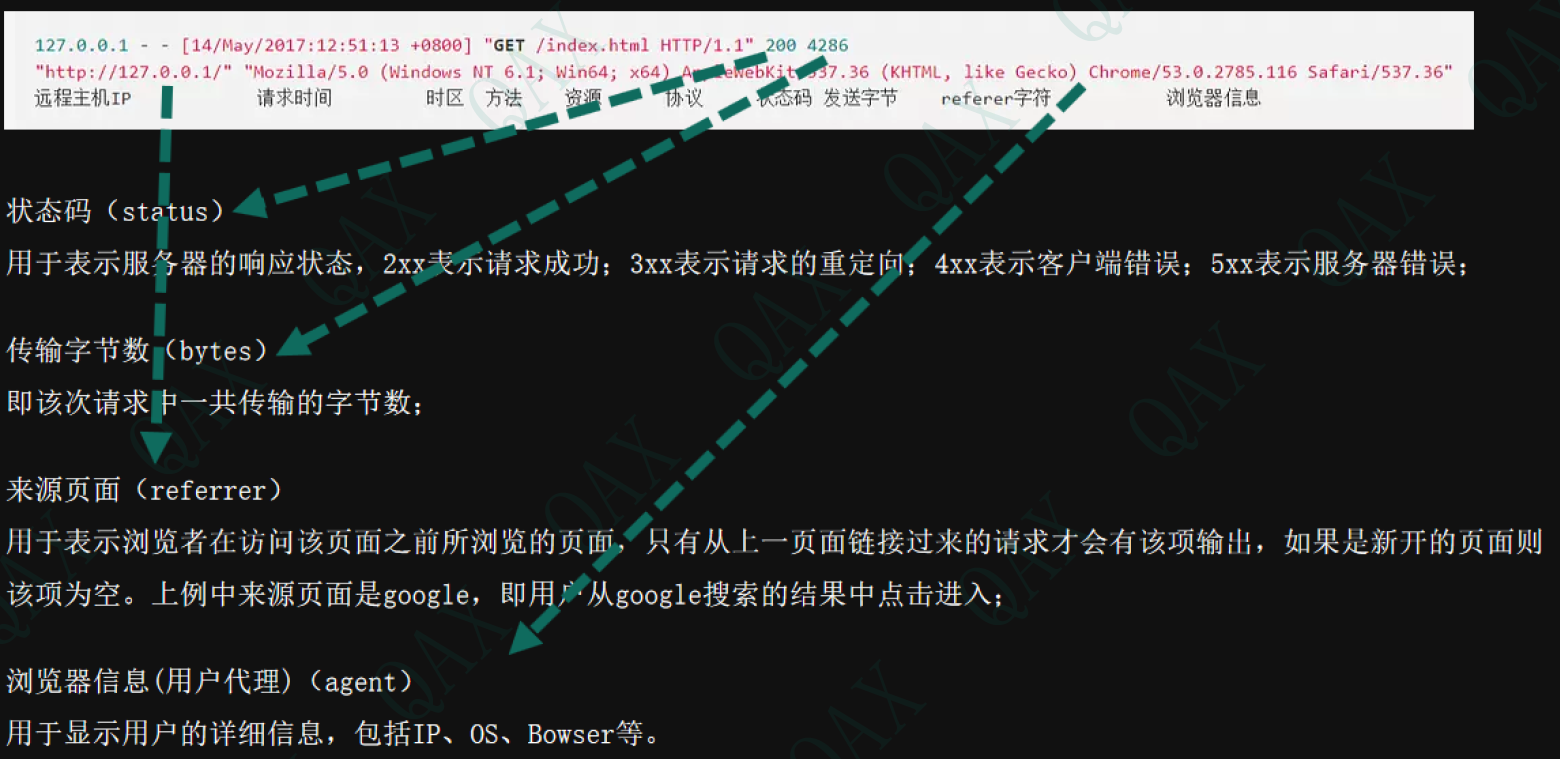 127.0.0.1 - - [14/May/2017:12:51:13 +0800] "GET /index.html HTTP/1.1" 200 4286
"http://127.0.0.1/" "Mozilla/5.0 (Windows NT 6.1; Win64; x64) AppleWebKit/537.36 (KHTML, like Gecko) Chrome/53.0.2785.116 Safari/537.36"
远程主机IP 请求时间 时区 方法 资源 协议 状态码 发送字节 referer字符 浏览器信息
状态码（status）
用于表示服务器的响应状态，2xx表示请求成功；3xx表示请求的重定向；4xx表示客户端错误；5xx表示服务器错误；
传输字节数（bytes）
即该次请求中一共传输的字节数；
来源页面（referrer）
用于表示浏览者在访问该页面之前所浏览的页面，只有从上一页面链接过来的请求才会有该项输出，如果是新开的页面则
该项为空。上例中来源页面是google，即用户从google搜索的结果中点击进入；
浏览器信息(用户代理)（agent）
用于显示用户的详细信息，包括IP、OS、Bowser等。
QAX
QAX
QAX
QAX
QAX
QAX
QAX
QAX
QAX
QAX
QAX
QAX